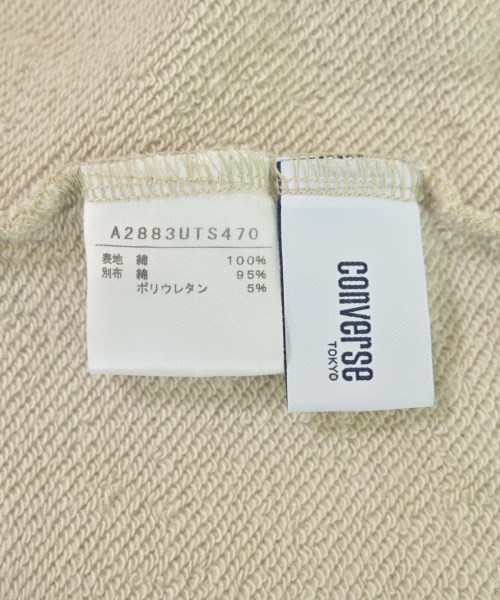 A2883UTS470
表地 綿 100%
別布 綿 95%
ポリウレタン 5%
converse
TOKYO